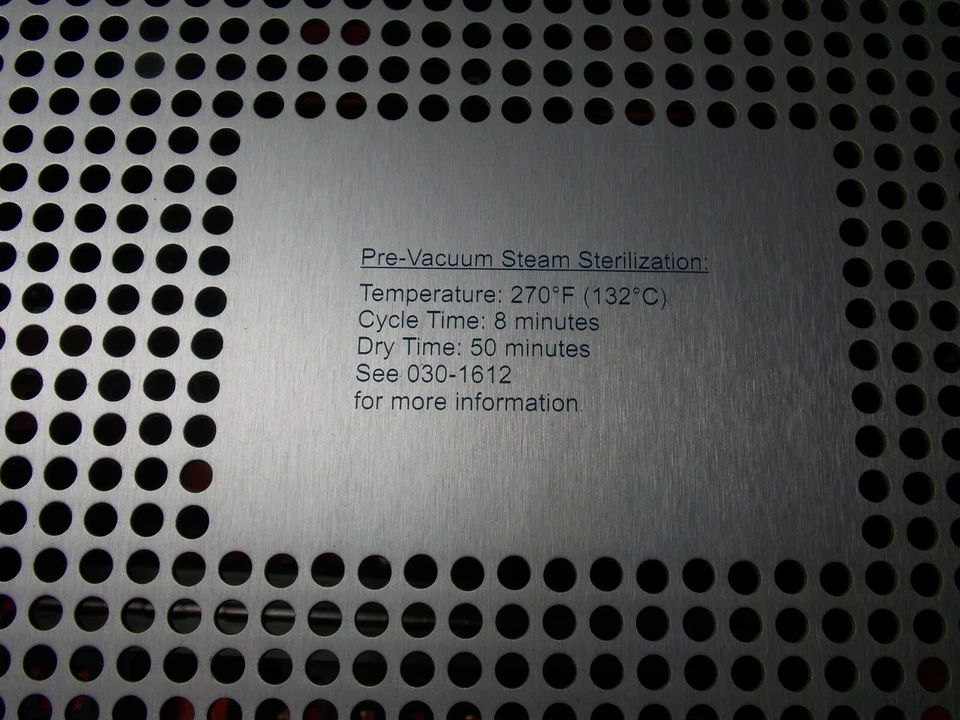 Pre-Vacuum Steam Sterilization:
Temperature: 270°F (132°C)
Cycle Time: 8 minutes
Dry Time: 50 minutes
See 030-1612
for more information.